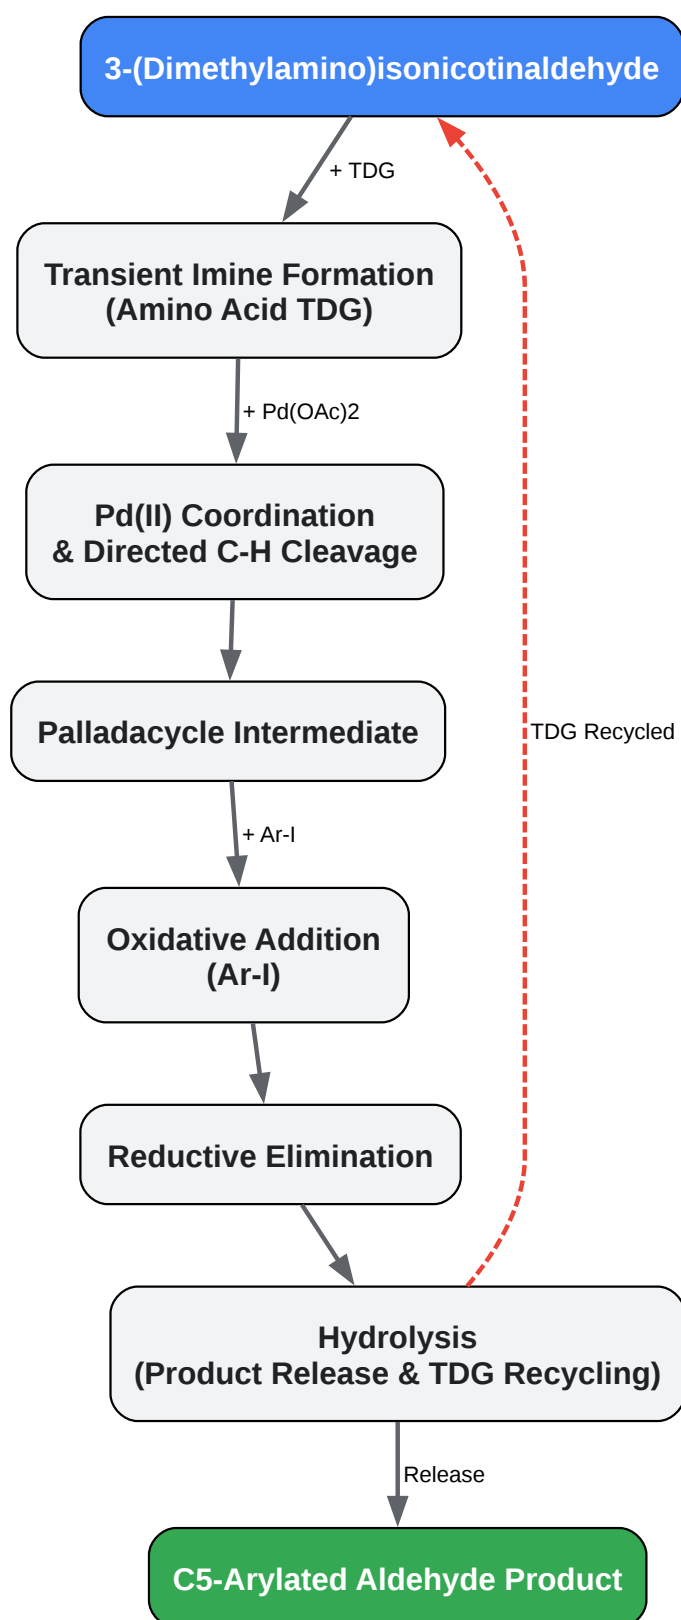 3-(Dimethylamino)isonicotinaldehyde
+ TDG
Transient Imine Formation
(Amino Acid TDG)
+ Pd(OAc)2
Pd(II) Coordination
& Directed C-H Cleavage
Palladacycle Intermediate
TDG Recycled
+ Ar-I
Oxidative Addition
(Ar-I)
Reductive Elimination
Hydrolysis
(Product Release & TDG Recycling)
Release
C5-Arylated Aldehyde Product